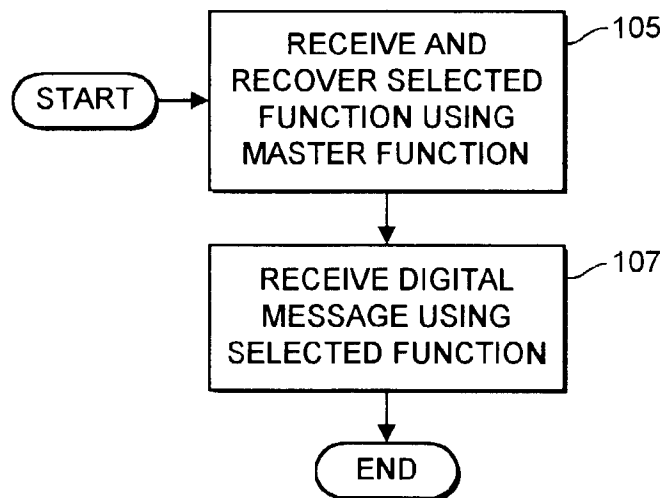 105
RECEIVE AND
RECOVER SELECTED
FUNCTION USING
MASTER FUNCTION
START
107
RECEIVE DIGITAL
MESSAGE USING
SELECTED FUNCTION
END